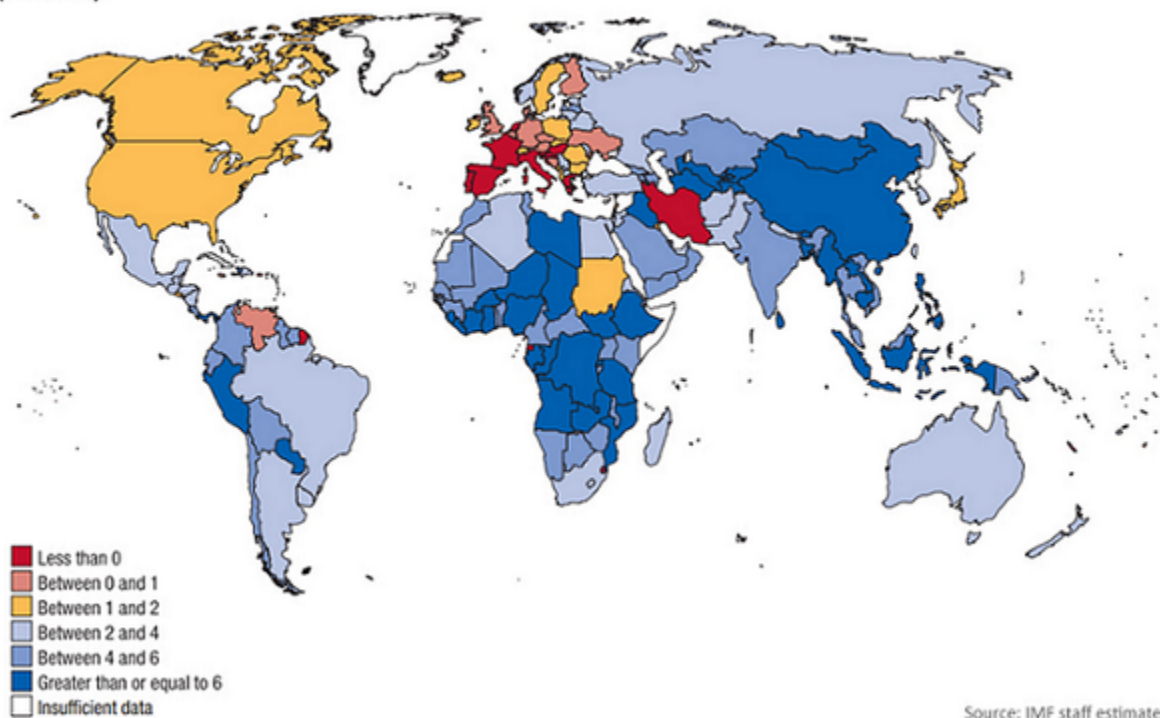 Less than 0
Between 0 and 1
Between 1 and 2
Between 2 and 4
Between 4 and 6
Greater than or equal to 6
Insufficient data
Source: IMF staff estimate